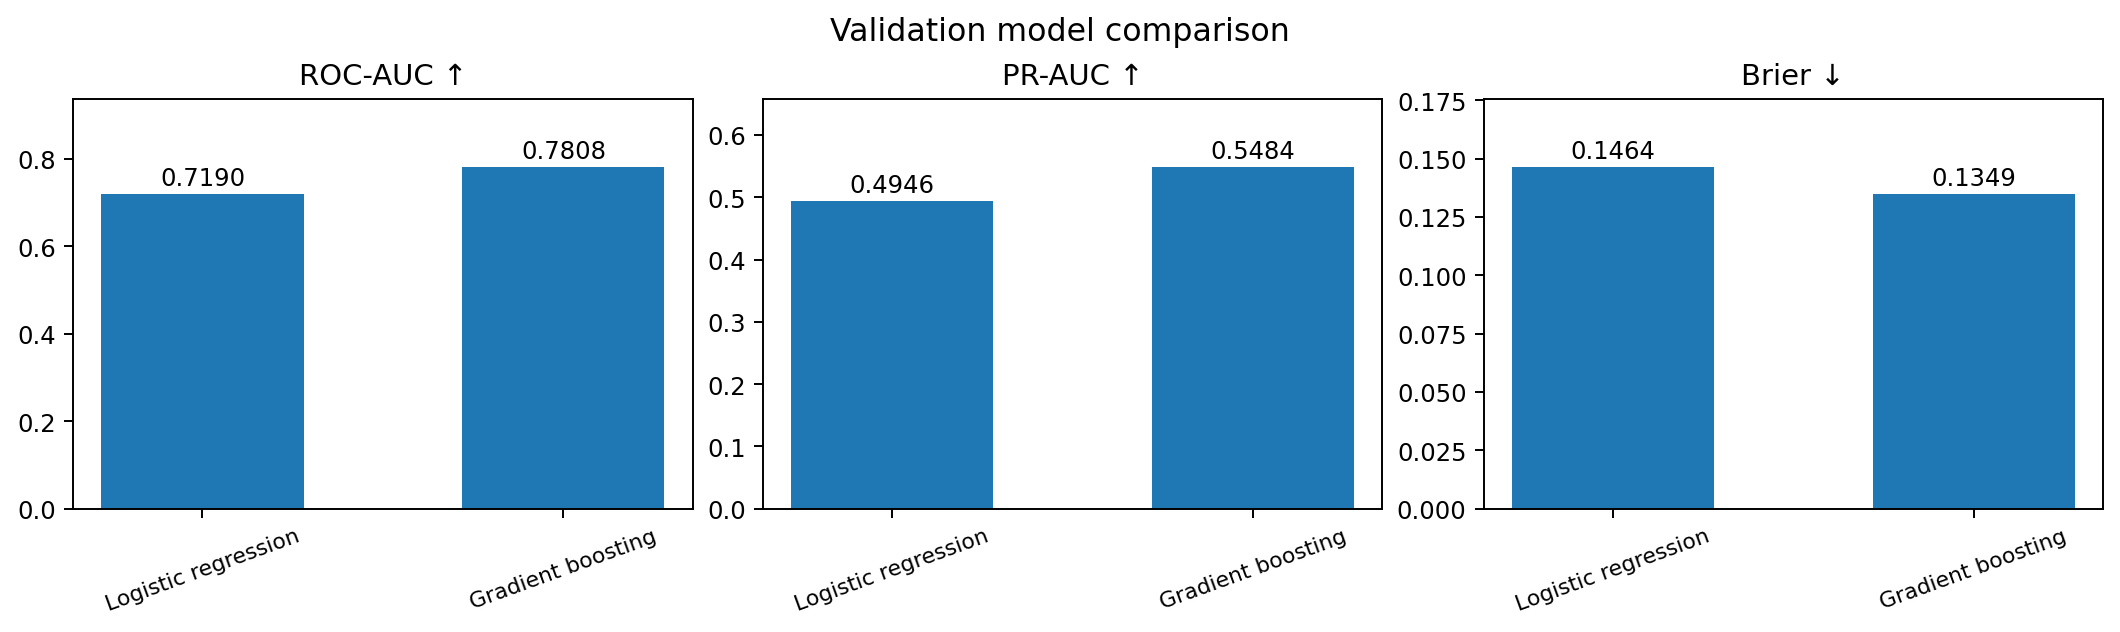 Validation model comparison
ROC-AUC ↑
0.8
0.6
0.4
0.2
0.0
0.7190
0.7808
Logistic regression
Gradient boosting
PR-AUC ↑
0.6
0.5
0.4
0.3
0.2
0.1
0.0
0.4946
0.5484
Logistic regression
Gradient boosting
Brier ↓
0.175
0.150
0.125
0.100
0.075
0.050
0.025
0.000
0.1464
0.1349
Logistic regression
Gradient boosting